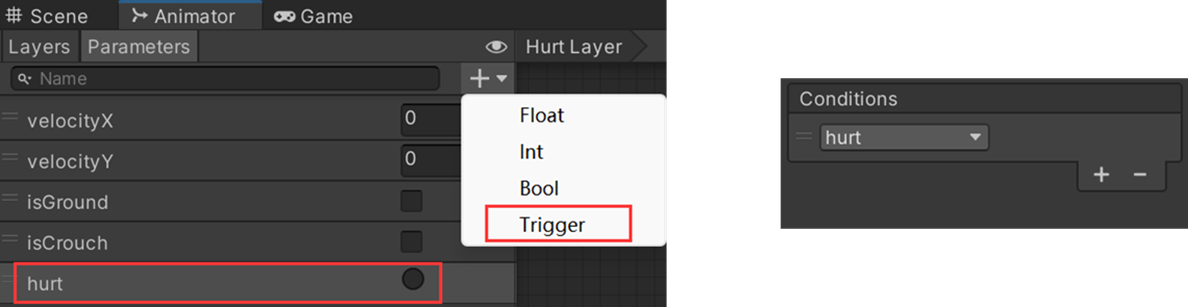 Scene Animator Game
Layers Parameters Hurt Layer
Name
velocityX 0
velocityY 0
isGround
isCrouch
hurt
Float
Int
Bool
Trigger
Conditions
hurt